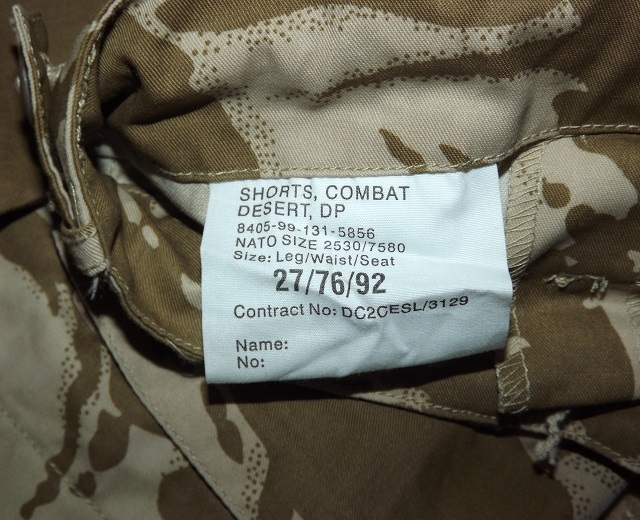 SHORTS, COMBAT
DESERT, DP
8405-99-131-5856
NATO SIZE 2530/7580
Size: Leg/Waist/Seat
27/76/92
Contract No: DC2CESL/3129
Name:
No: